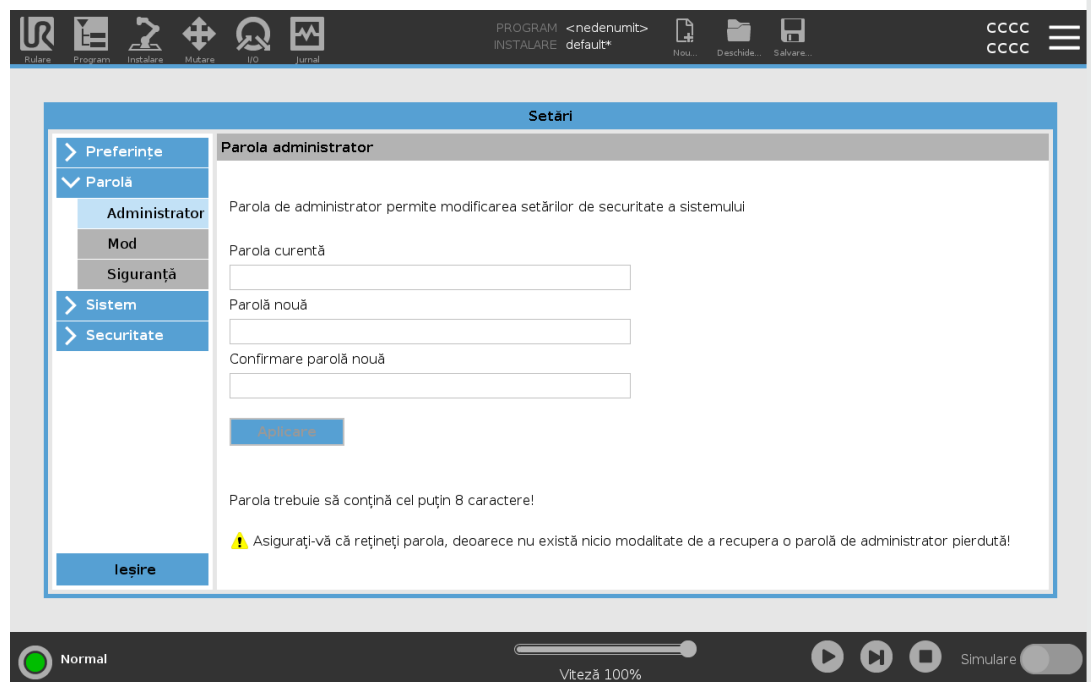 PROGRAM <nedenumit>
INSTALARE default*
CCCC
CCCC
Rulare Program Instalare Mutare I/O Jurnal Nou... Deschide... Salvare...
Setări
Preferințe
Parolă
Administrator
Mod
Siguranță
Sistem
Securitate
Ieșire
Parola administrator
Parola de administrator permite modificarea setărilor de securitate a sistemului
Parola curentă
Parolă nouă
Confirmare parolă nouă
Aplicare
Parola trebuie să conțină cel puțin 8 caractere!
Asigurați-vă că rețineți parola, deoarece nu există nicio modalitate de a recupera o parolă de administrator pierdută!
Normal
Viteză 100%
Simulare